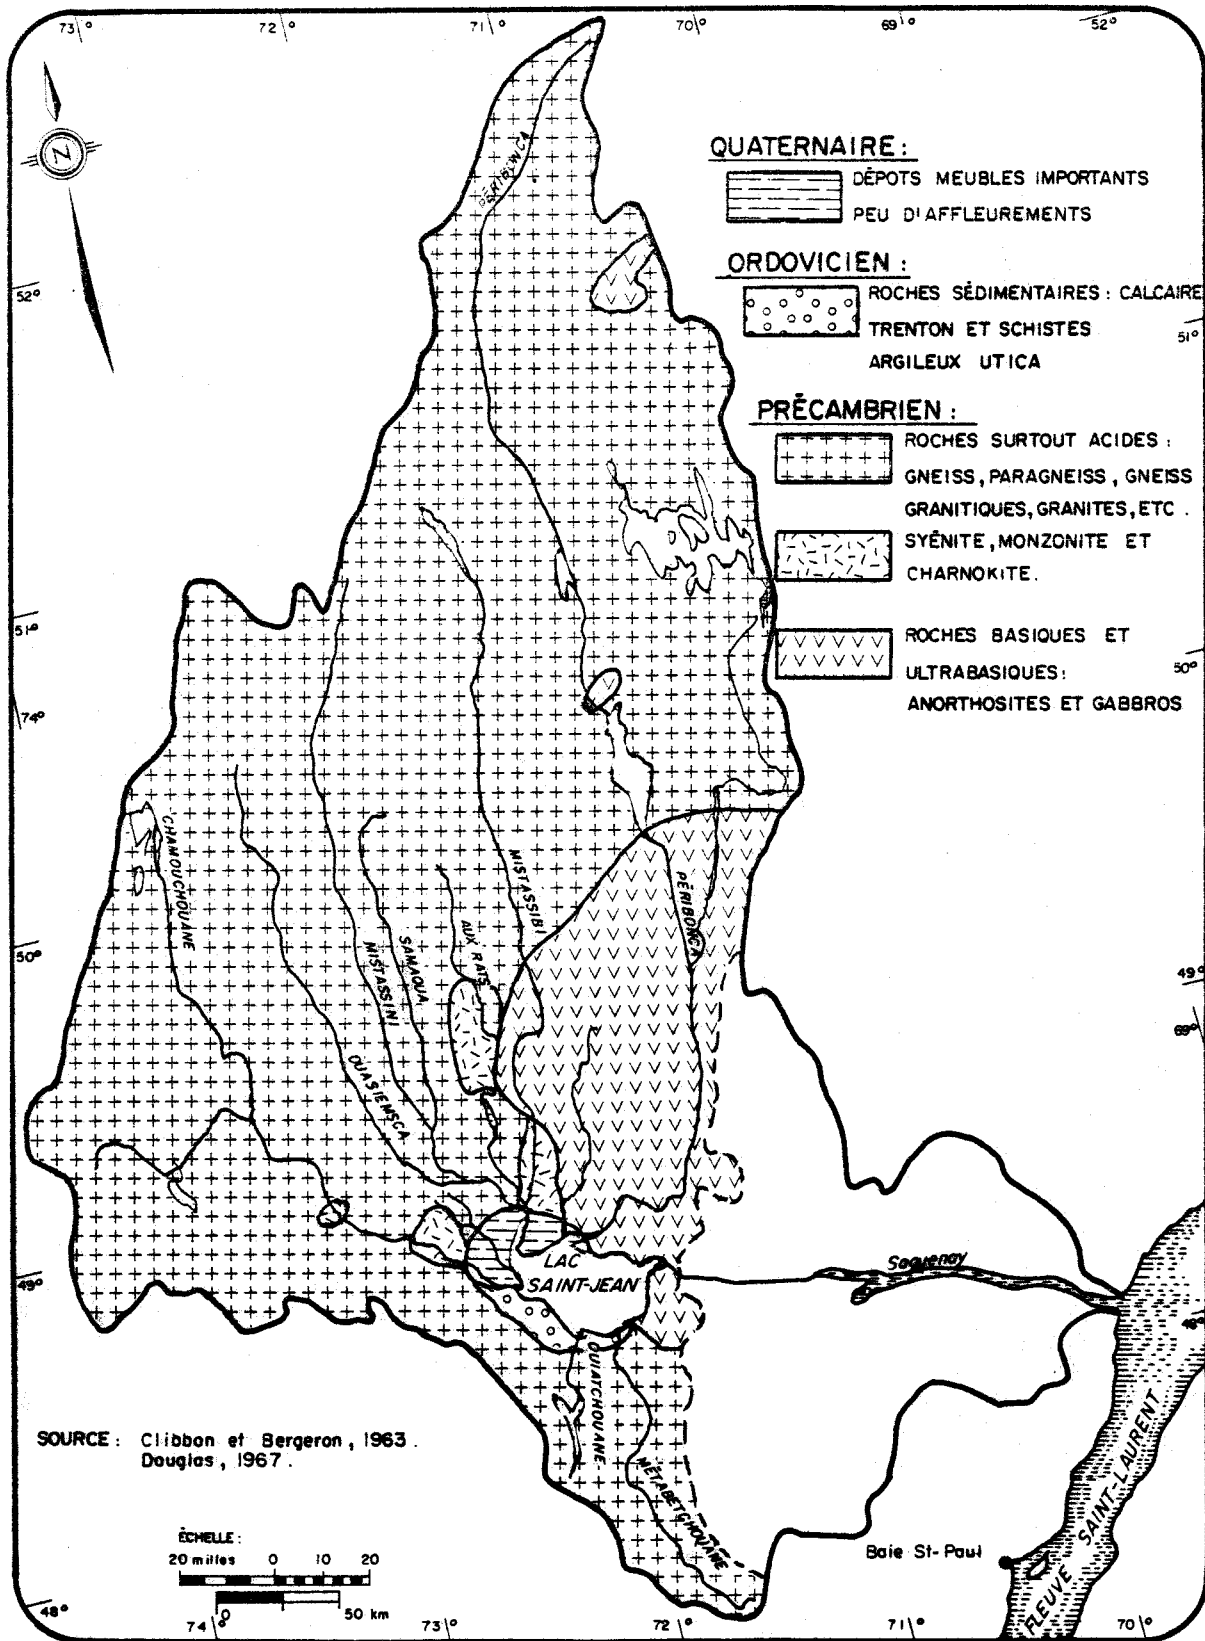 73°
72°
71°
70°
69°
52°
N
PÉRIBONCA
QUATERNAIRE :
DÉPOTS MEUBLES IMPORTANTS
PEU D'AFFLEUREMENTS
ORDOVICIEN :
ROCHES SÉDIMENTAIRES : CALCAIRE
TRENTON ET SCHISTES
ARGILEUX UTICA
PRÉCAMBRIEN :
ROCHES SURTOUT ACIDES :
GNEISS, PARAGNEISS, GNEISS
GRANITIQUES, GRANITES, ETC .
SYÉNITE, MONZONITE ET
CHARNOKITE.
ROCHES BASIQUES ET
ULTRABASIQUES:
ANORTHOSITES ET GABBROS
52°
51°
51°
50°
74°
CHAMOUCHOUANE
MISTASSIBI
PÉRIBONCA
AUX RATS
SAMAQUA
MISTASSINI
OUASIEMSCA
50°
49°
69°
LAC
SAINT-JEAN
Saguenay
49°
48°
OUIATCHOUANE
MÉTABETCHOUANE
FLEUVE SAINT-LAURENT
Baie St-Paul
SOURCE : Clibbon et Bergeron, 1963 .
Douglas, 1967 .
ÉCHELLE :
20 milles 0 10 20
0 50 km
48°
74°
73°
72°
71°
70°